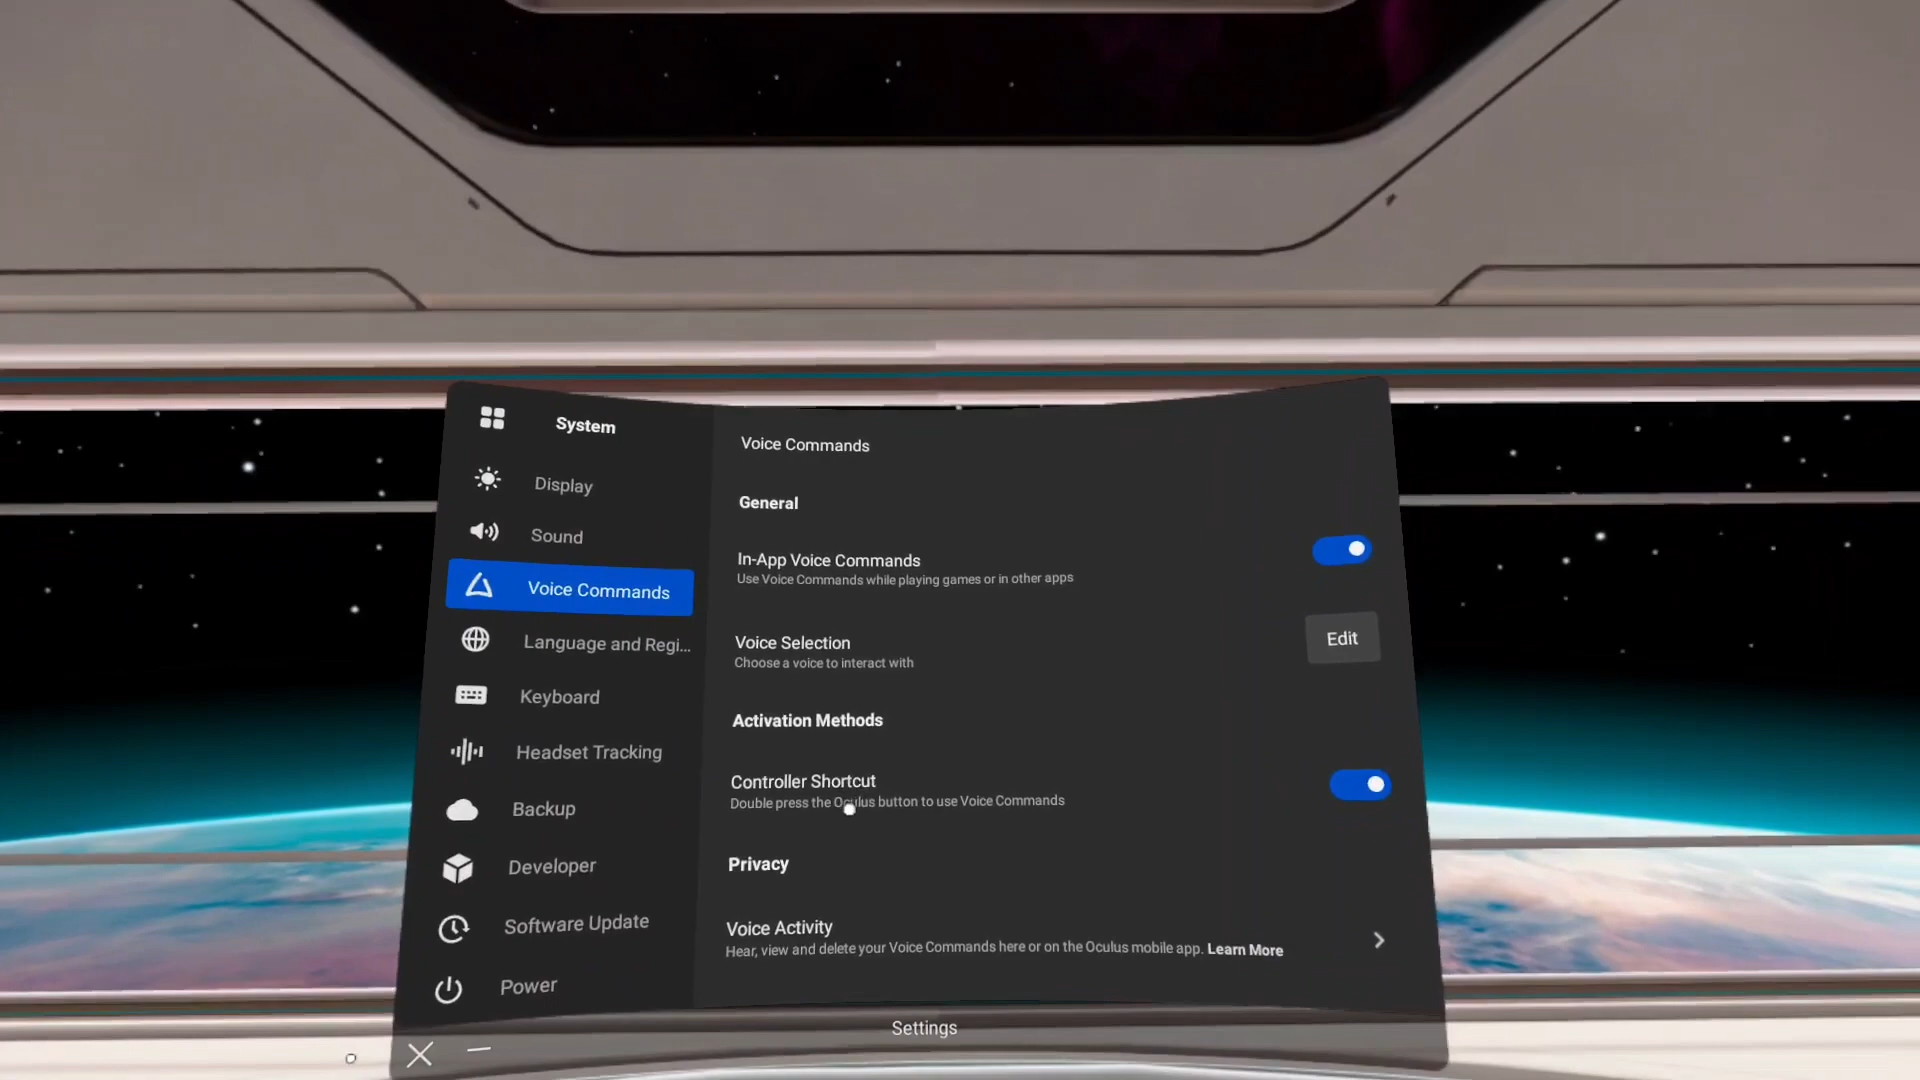 System
Display
Sound
Voice Commands
Language and Regi...
Keyboard
Headset Tracking
Backup
Developer
Software Update
Power
Voice Commands
General
In-App Voice Commands
Use Voice Commands while playing games or in other apps
Voice Selection
Choose a voice to interact with
Edit
Activation Methods
Controller Shortcut
Double press the Oculus button to use Voice Commands
Privacy
Voice Activity
Hear, view and delete your Voice Commands here or on the Oculus mobile app. Learn More
Settings